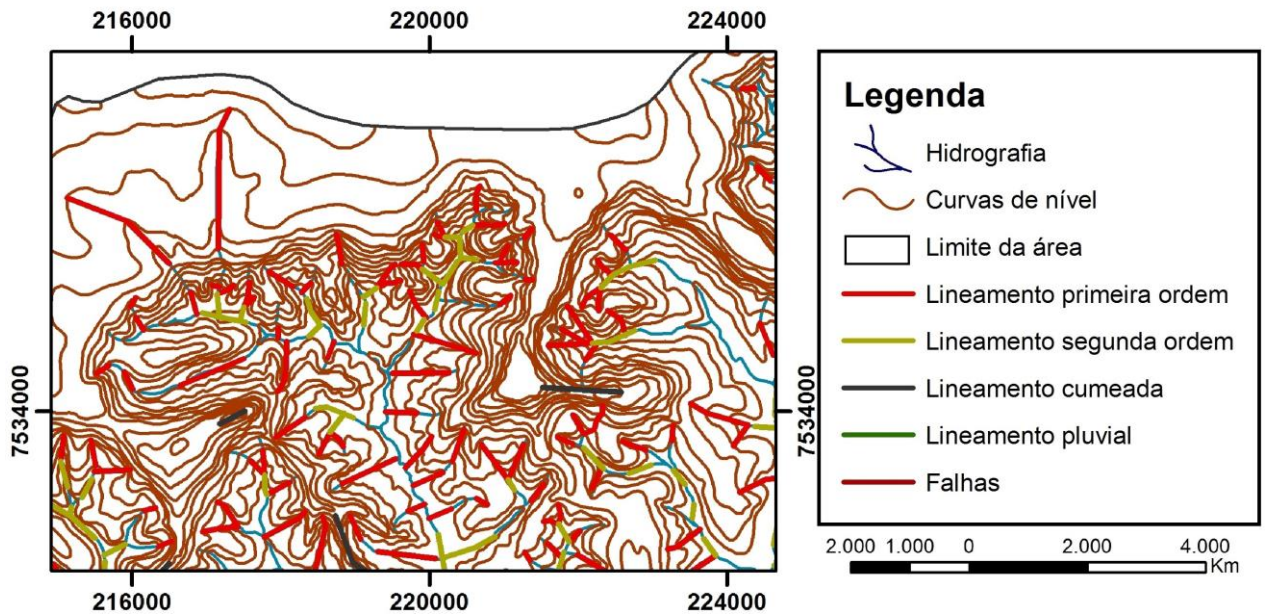 216000 220000 224000
7534000
7534000
216000 220000 224000
Legenda
Hidrografia
Curvas de nível
Limite da área
Lineamento primeira ordem
Lineamento segunda ordem
Lineamento cumeada
Lineamento pluvial
Falhas
2.000 1.000 0 2.000 4.000
Km